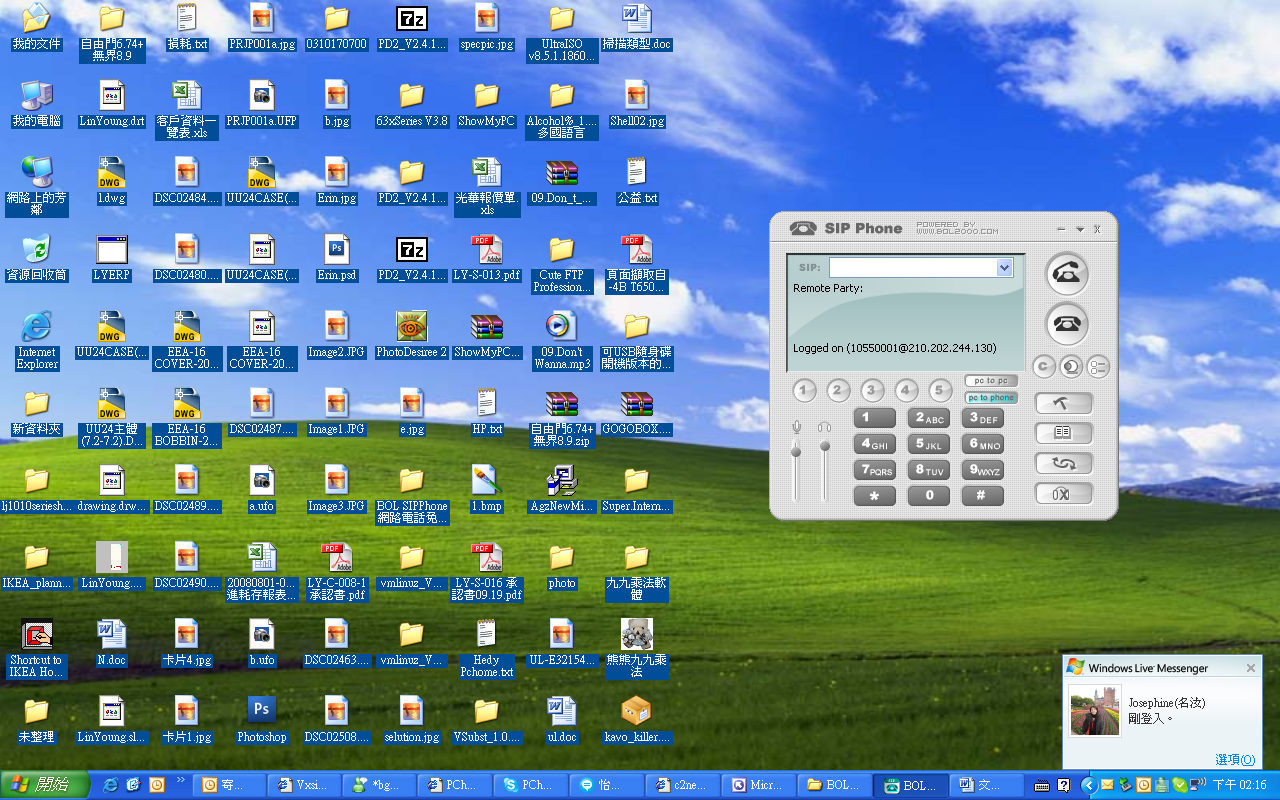 我的文件
自由門6.74+
無界8.9
損耗.txt
PRJP001a.jpg
0310170700
PD2_V2.4.1...
specpic.jpg
UltraISO
v8.5.1.1860...
掃描類型.doc
我的電腦
LinYoung.drt
客戶資料一
覽表.xls
PRJP001a.UFP
b.jpg
63xSeries V3.8
ShowMyPC
Alcohol%_1....
多國語言
Shell02.jpg
網路上的芳
鄰
1.dwg
DSC02484....
UU24CASE(...
Erin.jpg
PD2_V2.4.1...
光華報價單.
xls
09.Don_t_...
公益.txt
資源回收筒
LYERP
DSC02480....
UU24CASE(...
Erin.psd
PD2_V2.4.1...
LY-S-013.pdf
Cute FTP
Profession...
頁面擷取自
-4B T650...
Internet
Explorer
UU24CASE(...
EEA-16
COVER-20...
EEA-16
COVER-20...
Image2.JPG
PhotoDesiree 2
ShowMyPC...
09.Don't
Wanna.mp3
可USB隨身碟
開機版本的...
新資料夾
UU24主體
(7.2-7.2).D...
EEA-16
BOBBIN-2...
DSC02487....
Image1.JPG
e.jpg
HP.txt
自由門6.74+
無界8.9.zip
GOGOBOX....
lj1010seriesh...
drawing.drw...
DSC02489....
a.ufo
Image3.JPG
BOL SIPPhone
網路電話免...
1.bmp
AgzNewMi...
Super.Intern...
IKEA_plann...
LinYoung....
DSC02490....
20080801-0...
進耗存報表...
LY-C-008-1
承認書.pdf
vmlinuz_V...
LY-S-016 承
認書09.19.pdf
photo
九九乘法軟
體
Shortcut to
IKEA Ho...
N.doc
卡片4.jpg
b.ufo
DSC02463....
vmlinuz_V...
Hedy
Pchome.txt
UL-E32154...
熊熊九九乘
法
未整理
LinYoung.sl...
卡片1.jpg
Photoshop
DSC02508....
selution.jpg
VSubst_1.0....
ul.doc
kavo_killer....
SIP Phone
POWERED BY
WWW.BOL2000.COM
SIP:
Remote Party:
Logged on (10550001@210.202.244.130)
1 2 3 4 5
pc to pc
pc to phone
1 2ABC 3DEF
4GHI 5JKL 6MNO
7PQRS 8TUV 9WXYZ
* 0 #
Windows Live Messenger
Josephine(名汝)
剛登入。
選項(O)
開始
寄...
Vxsi...
*bg...
PCh...
PCh...
怡...
c2ne...
Micr...
BOL...
BOL...
文...
下午 02:16